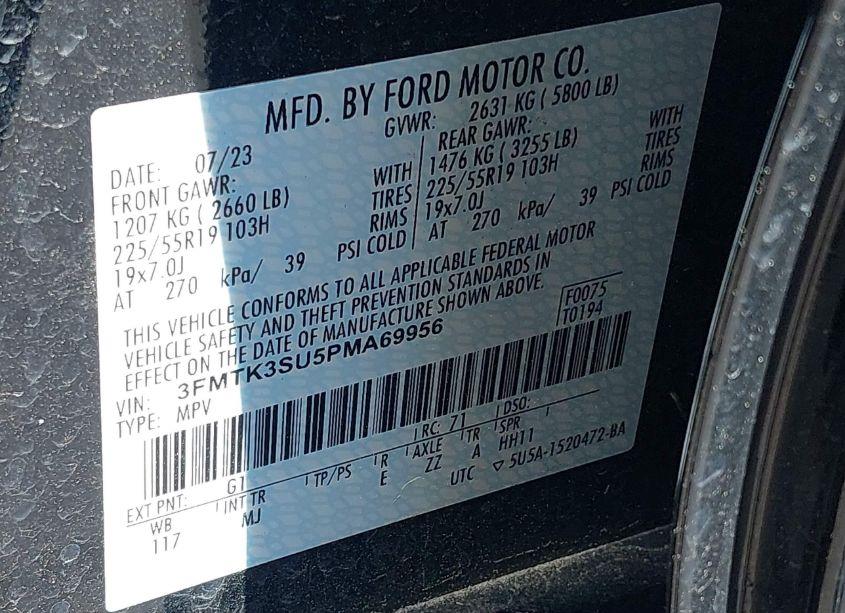 MFD. BY FORD MOTOR CO.
DATE: 07/23 GVWR: 2631 KG ( 5800 LB)
FRONT GAWR: REAR GAWR:
1207 KG ( 2660 LB) WITH 1476 KG ( 3255 LB) WITH
225/55R19 103H TIRES 225/55R19 103H TIRES
19x7.0J RIMS 19x7.0J RIMS
AT 270 kPa/ 39 PSI COLD AT 270 kPa/ 39 PSI COLD
THIS VEHICLE CONFORMS TO ALL APPLICABLE FEDERAL MOTOR
VEHICLE SAFETY AND THEFT PREVENTION STANDARDS IN
EFFECT ON THE DATE OF MANUFACTURE SHOWN ABOVE.
F0075
T0194
VIN: 3FMTK3SU5PMA69956
TYPE: MPV
RC: 71 DSO:
EXT PNT: G1
WB INT TR TP/PS R AXLE TR SPR
117 MJ E ZZ A HH11
UTC 5U5A-1520472-BA